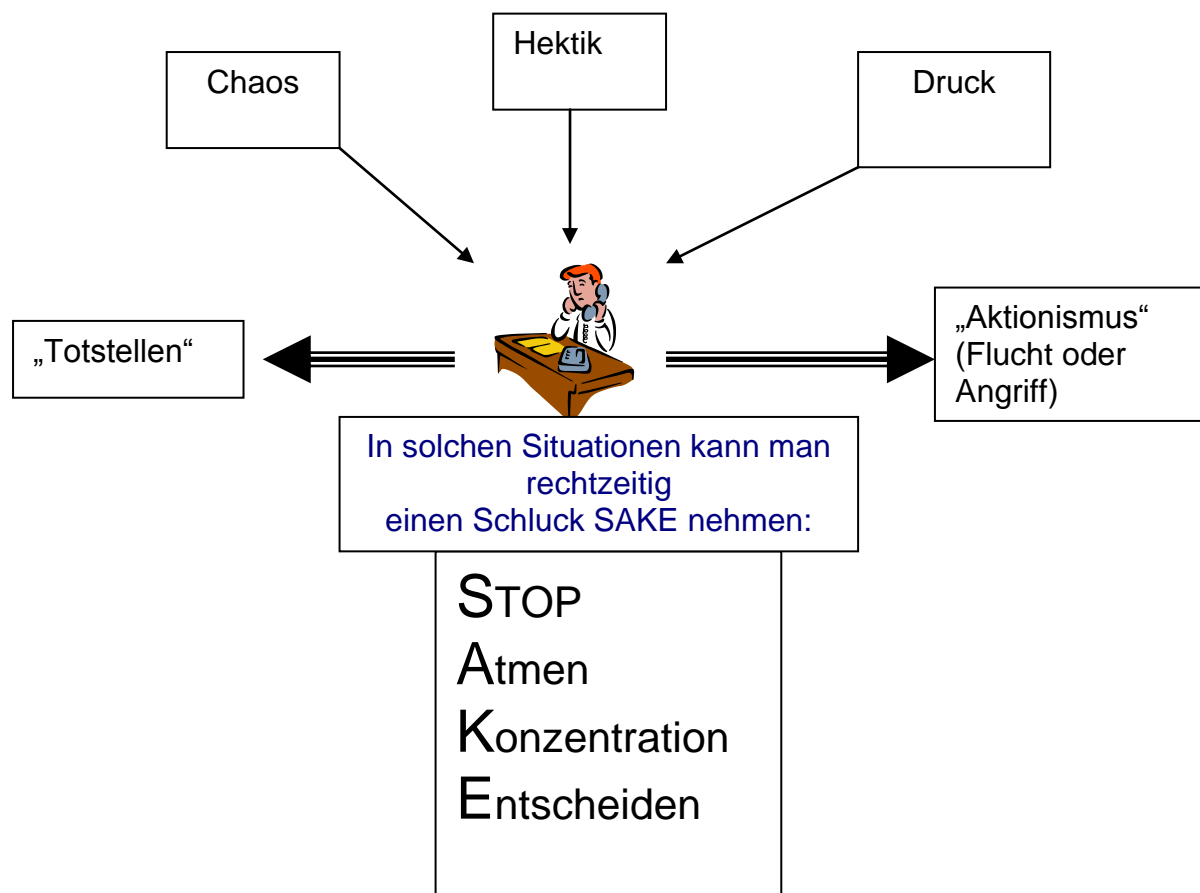 Hektik
Chaos
Druck
„Totstellen“
„Aktionismus“
(Flucht oder
Angriff)
In solchen Situationen kann man
rechtzeitig
einen Schluck SAKE nehmen:
STOP
Atmen
Konzentration
Entscheiden